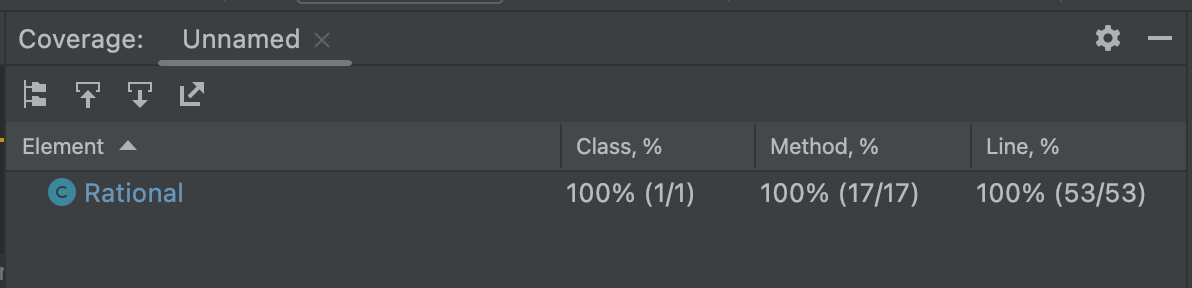 Coverage: Unnamed
Element Class, % Method, % Line, %
C Rational 100% (1/1) 100% (17/17) 100% (53/53)